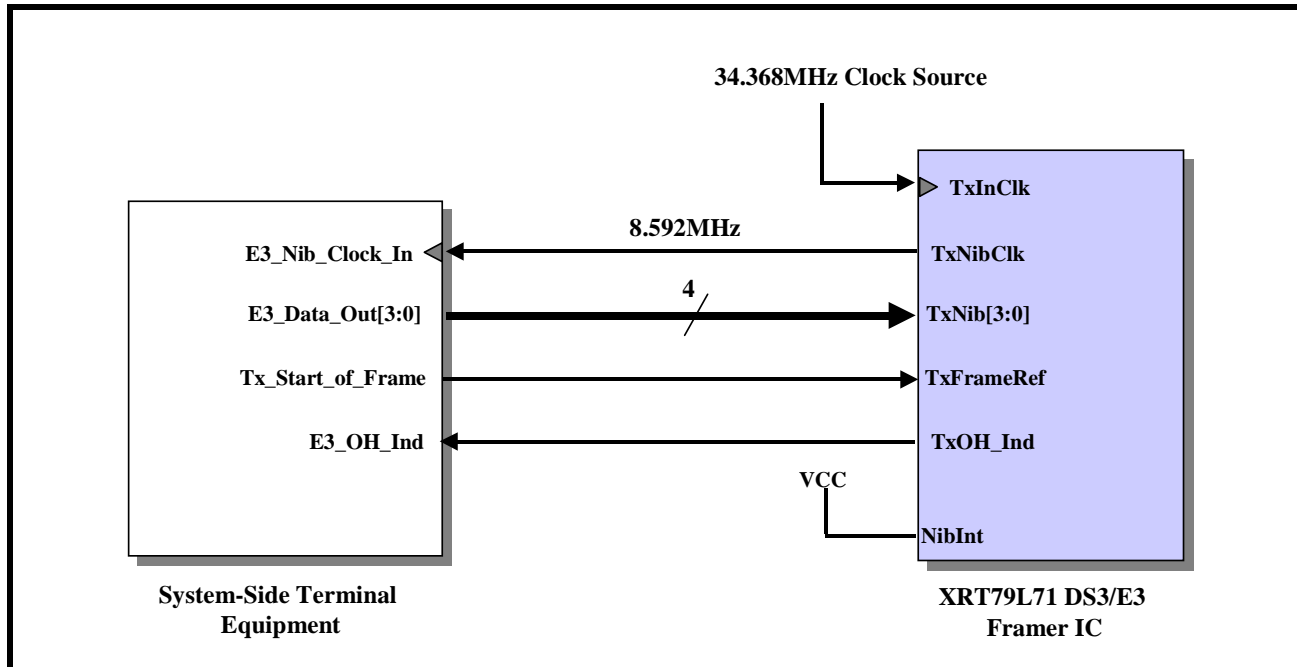 34.368MHz Clock Source
TxInClk
8.592MHz
E3_Nib_Clock_In
TxNibClk
4
E3_Data_Out[3:0]
TxNib[3:0]
Tx_Start_of_Frame
TxFrameRef
E3_OH_Ind
TxOH_Ind
VCC
NibInt
System-Side Terminal
Equipment
XRT79L71 DS3/E3
Framer IC